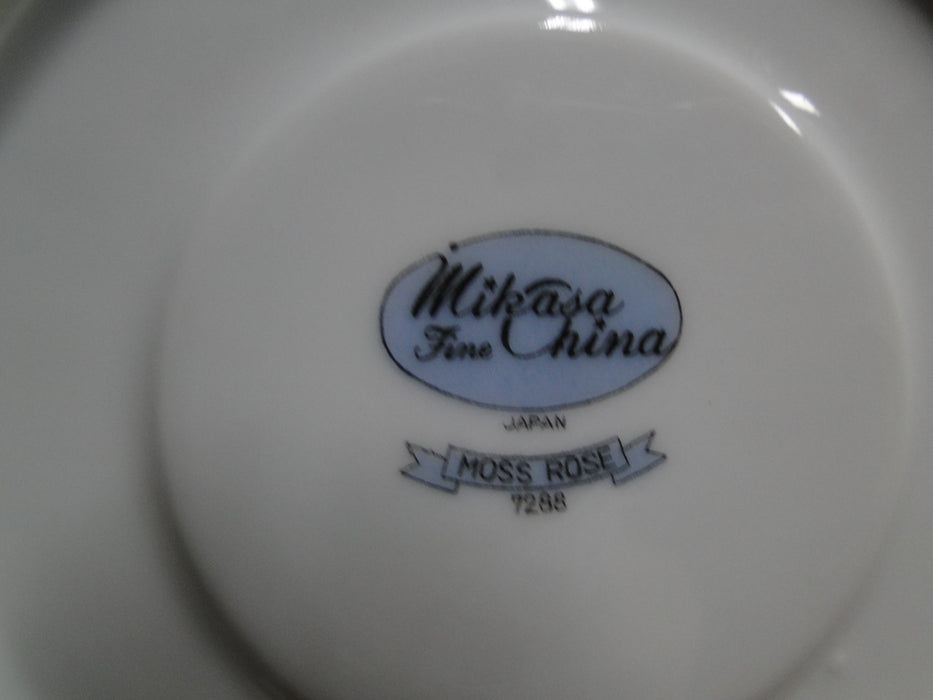 Mikasa
Fine China
JAPAN
MOSS ROSE
7288